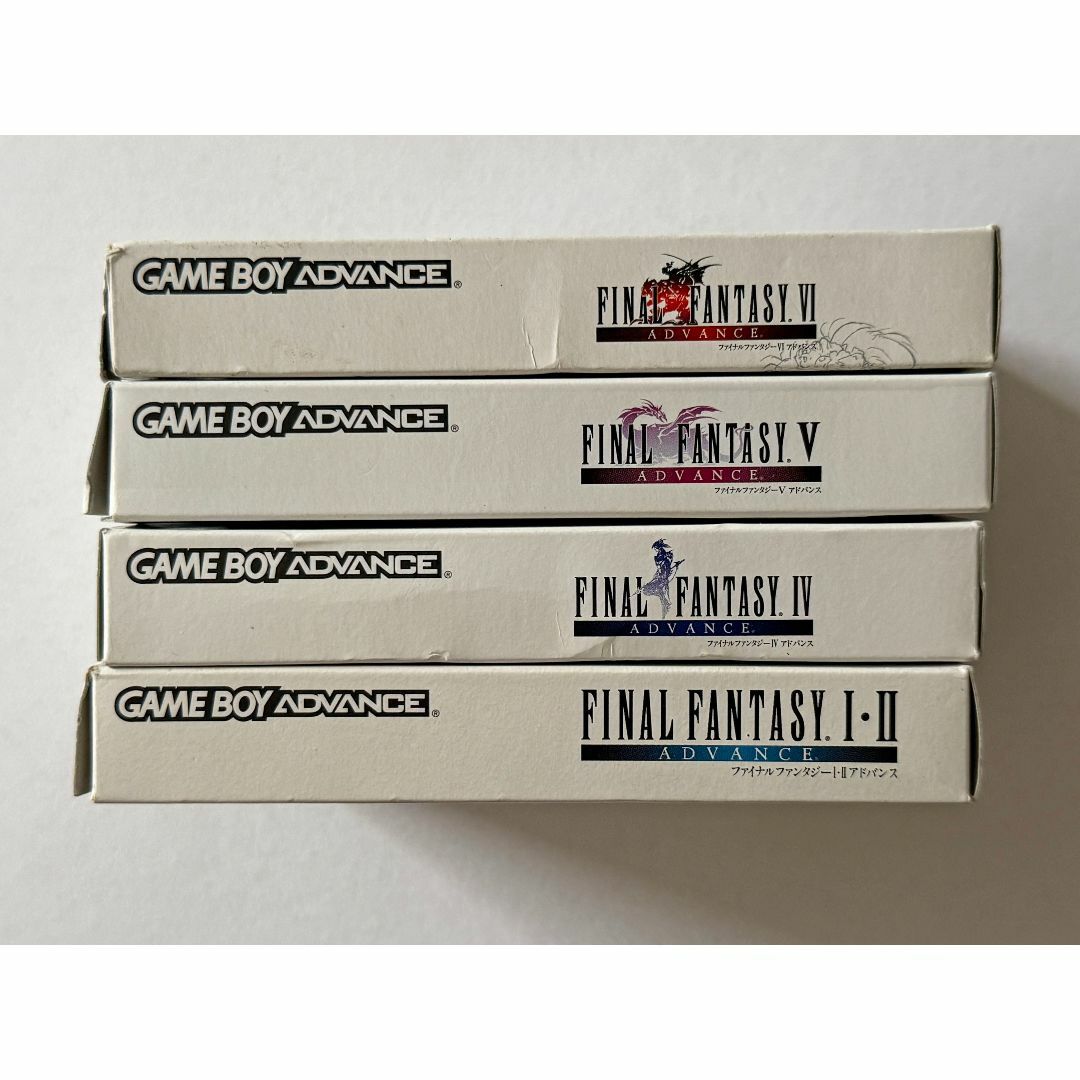 GAME BOY ADVANCE®
FINAL FANTASY. VI
ADVANCE®
ファイナルファンタジーVI アドバンス
GAME BOY ADVANCE®
FINAL FANTASY. V
ADVANCE®
ファイナルファンタジーV アドバンス
GAME BOY ADVANCE®
FINAL FANTASY. IV
ADVANCE®
ファイナルファンタジーIV アドバンス
GAME BOY ADVANCE®
FINAL FANTASY® I・II
ADVANCE®
ファイナルファンタジーI・II アドバンス